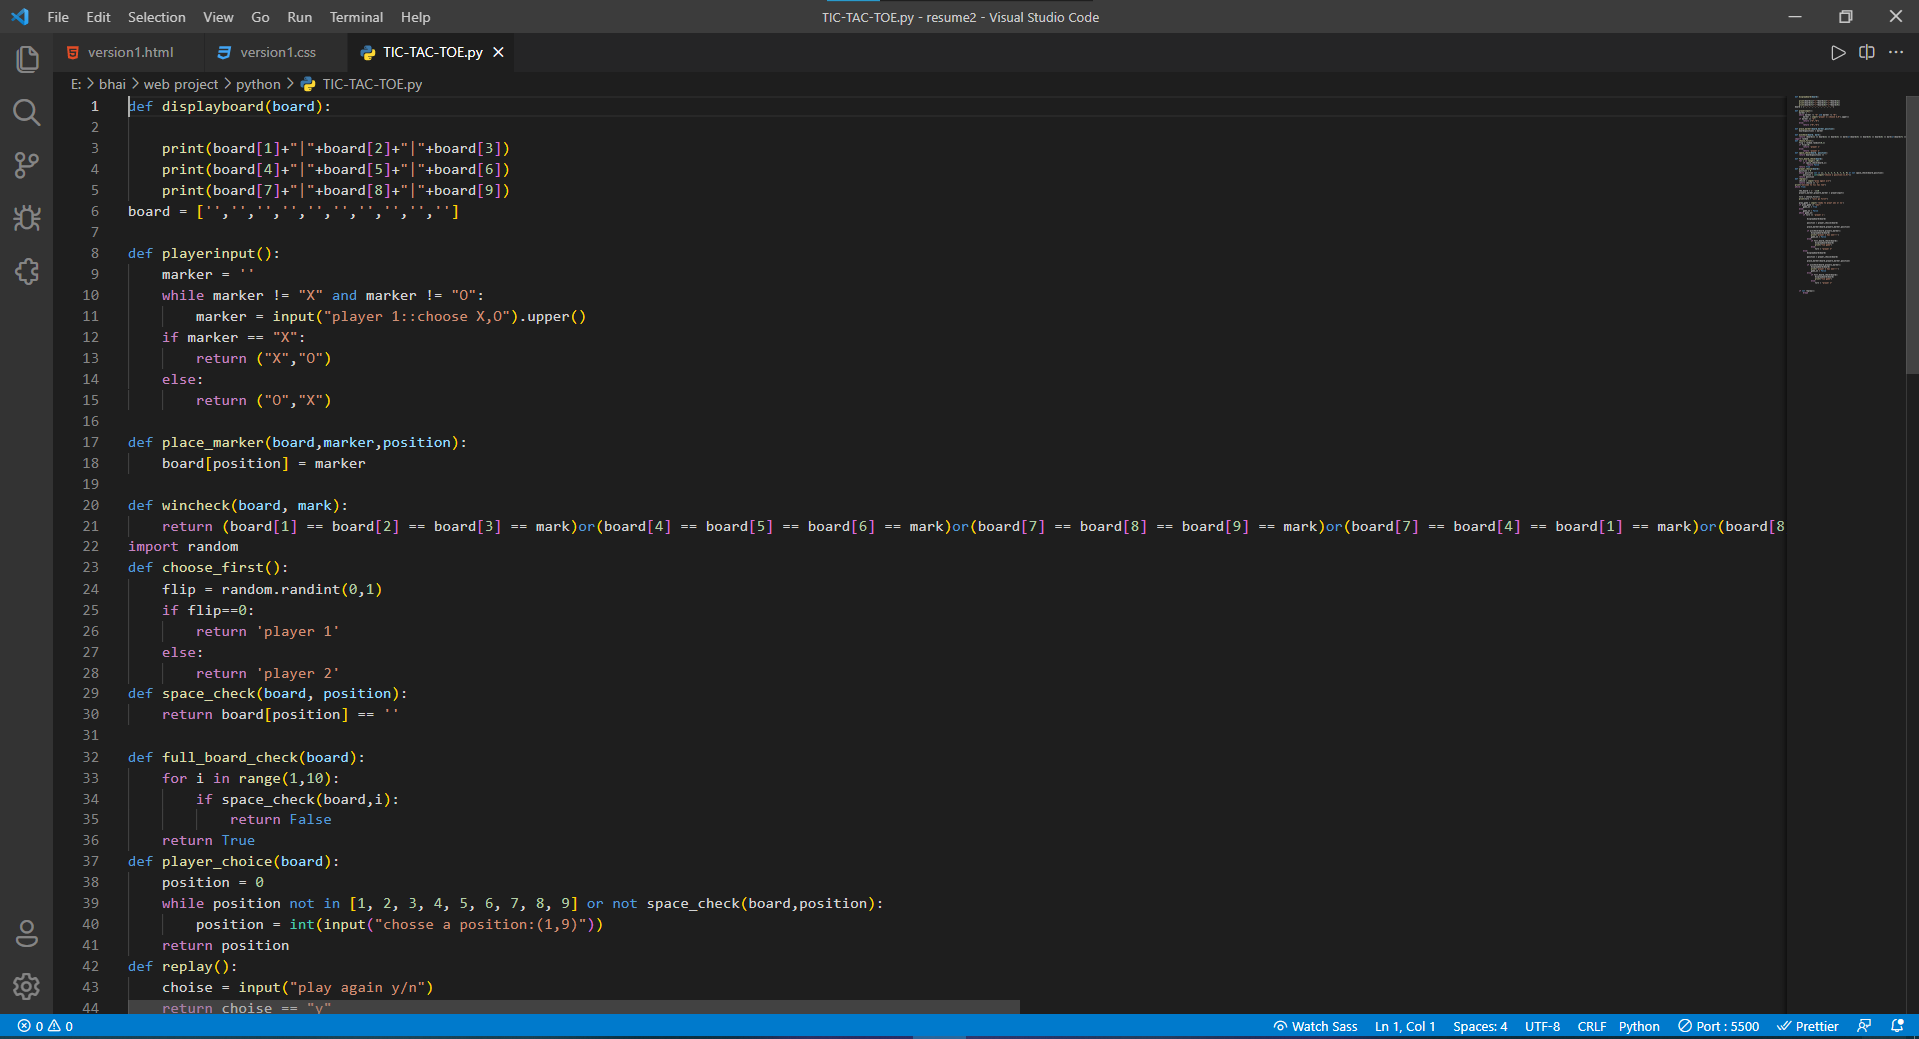 File Edit Selection View Go Run Terminal Help TIC-TAC-TOE.py - resume2 - Visual Studio Code
version1.html version1.css TIC-TAC-TOE.py
E: > bhai > web project > python > TIC-TAC-TOE.py
1 def displayboard(board):
2
3     print(board[1]+"|"+board[2]+"|"+board[3])
4     print(board[4]+"|"+board[5]+"|"+board[6])
5     print(board[7]+"|"+board[8]+"|"+board[9])
6 board = ['','','','','','','','','','']
7
8 def playerinput():
9     marker = ''
10     while marker != "X" and marker != "O":
11         marker = input("player 1::choose X,O").upper()
12     if marker == "X":
13         return ("X","O")
14     else:
15         return ("O","X")
16
17 def place_marker(board,marker,position):
18     board[position] = marker
19
20 def wincheck(board, mark):
21     return (board[1] == board[2] == board[3] == mark)or(board[4] == board[5] == board[6] == mark)or(board[7] == board[8] == board[9] == mark)or(board[7] == board[4] == board[1] == mark)or(board[8
22 import random
23 def choose_first():
24     flip = random.randint(0,1)
25     if flip==0:
26         return 'player 1'
27     else:
28         return 'player 2'
29 def space_check(board, position):
30     return board[position] == ''
31
32 def full_board_check(board):
33     for i in range(1,10):
34         if space_check(board,i):
35             return False
36     return True
37 def player_choice(board):
38     position = 0
39     while position not in [1, 2, 3, 4, 5, 6, 7, 8, 9] or not space_check(board,position):
40         position = int(input("chosse a position:(1,9)"))
41     return position
42 def replay():
43     choise = input("play again y/n")
44     return choise == "y"
0 0 Watch Sass Ln 1, Col 1 Spaces: 4 UTF-8 CRLF Python Port : 5500 Prettier